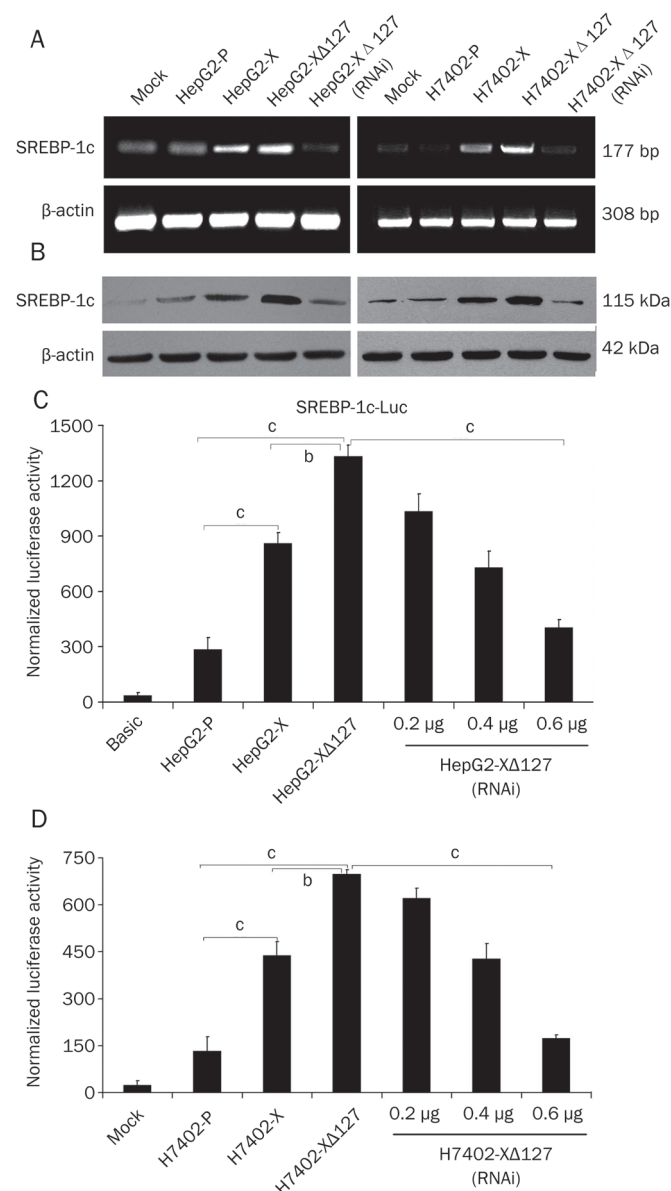 A
Mock
HepG2-P
HepG2-X
HepG2-XΔ127
HepG2-XΔ127
(RNAi)
Mock
H7402-P
H7402-X
H7402-XΔ127
H7402-XΔ127
(RNAi)
SREBP-1c
177 bp
β-actin
308 bp
B
SREBP-1c
115 kDa
β-actin
42 kDa
C
SREBP-1c-Luc
Normalized luciferase activity
1500
1200
900
600
300
0
c
c
b
c
Basic
HepG2-P
HepG2-X
HepG2-XΔ127
0.2 μg
0.4 μg
0.6 μg
HepG2-XΔ127
(RNAi)
D
Normalized luciferase activity
750
600
450
300
150
0
c
c
b
c
Mock
H7402-P
H7402-X
H7402-XΔ127
0.2 μg
0.4 μg
0.6 μg
H7402-XΔ127
(RNAi)